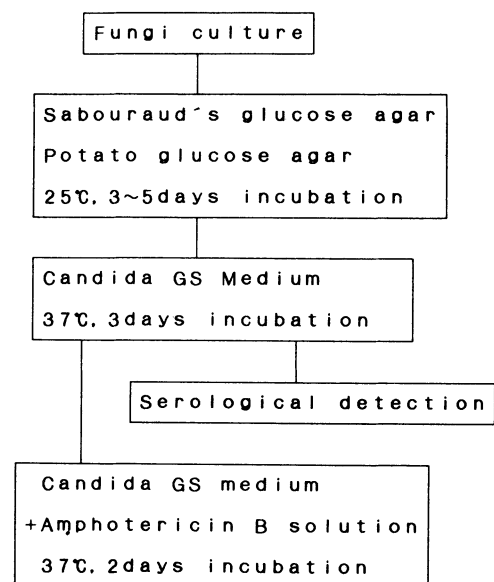 Fungi culture
Sabouraud´s glucose agar
Potato glucose agar
25℃, 3~5days incubation
Candida GS Medium
37℃, 3days incubation
Serological detection
Candida GS medium
+Amphotericin B solution
37℃, 2days incubation